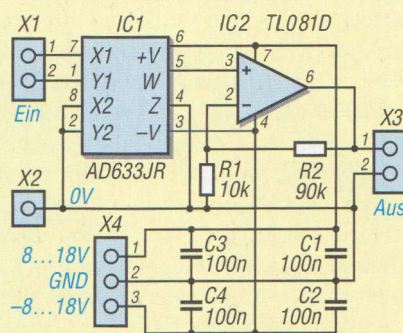 X1
IC1
IC2 TL081D
1
2
Ein
7
1
8
2
X1 +V
Y1 W
X2 Z
Y2 –V
6
5
4
3
AD633JR
3
2
+
–
7
4
6
X3
1
2
Aus
R1
10k
R2
90k
X2
0V
X4
8...18V
GND
–8...18V
1
2
3
C3
100n
C1
100n
C4
100n
C2
100n